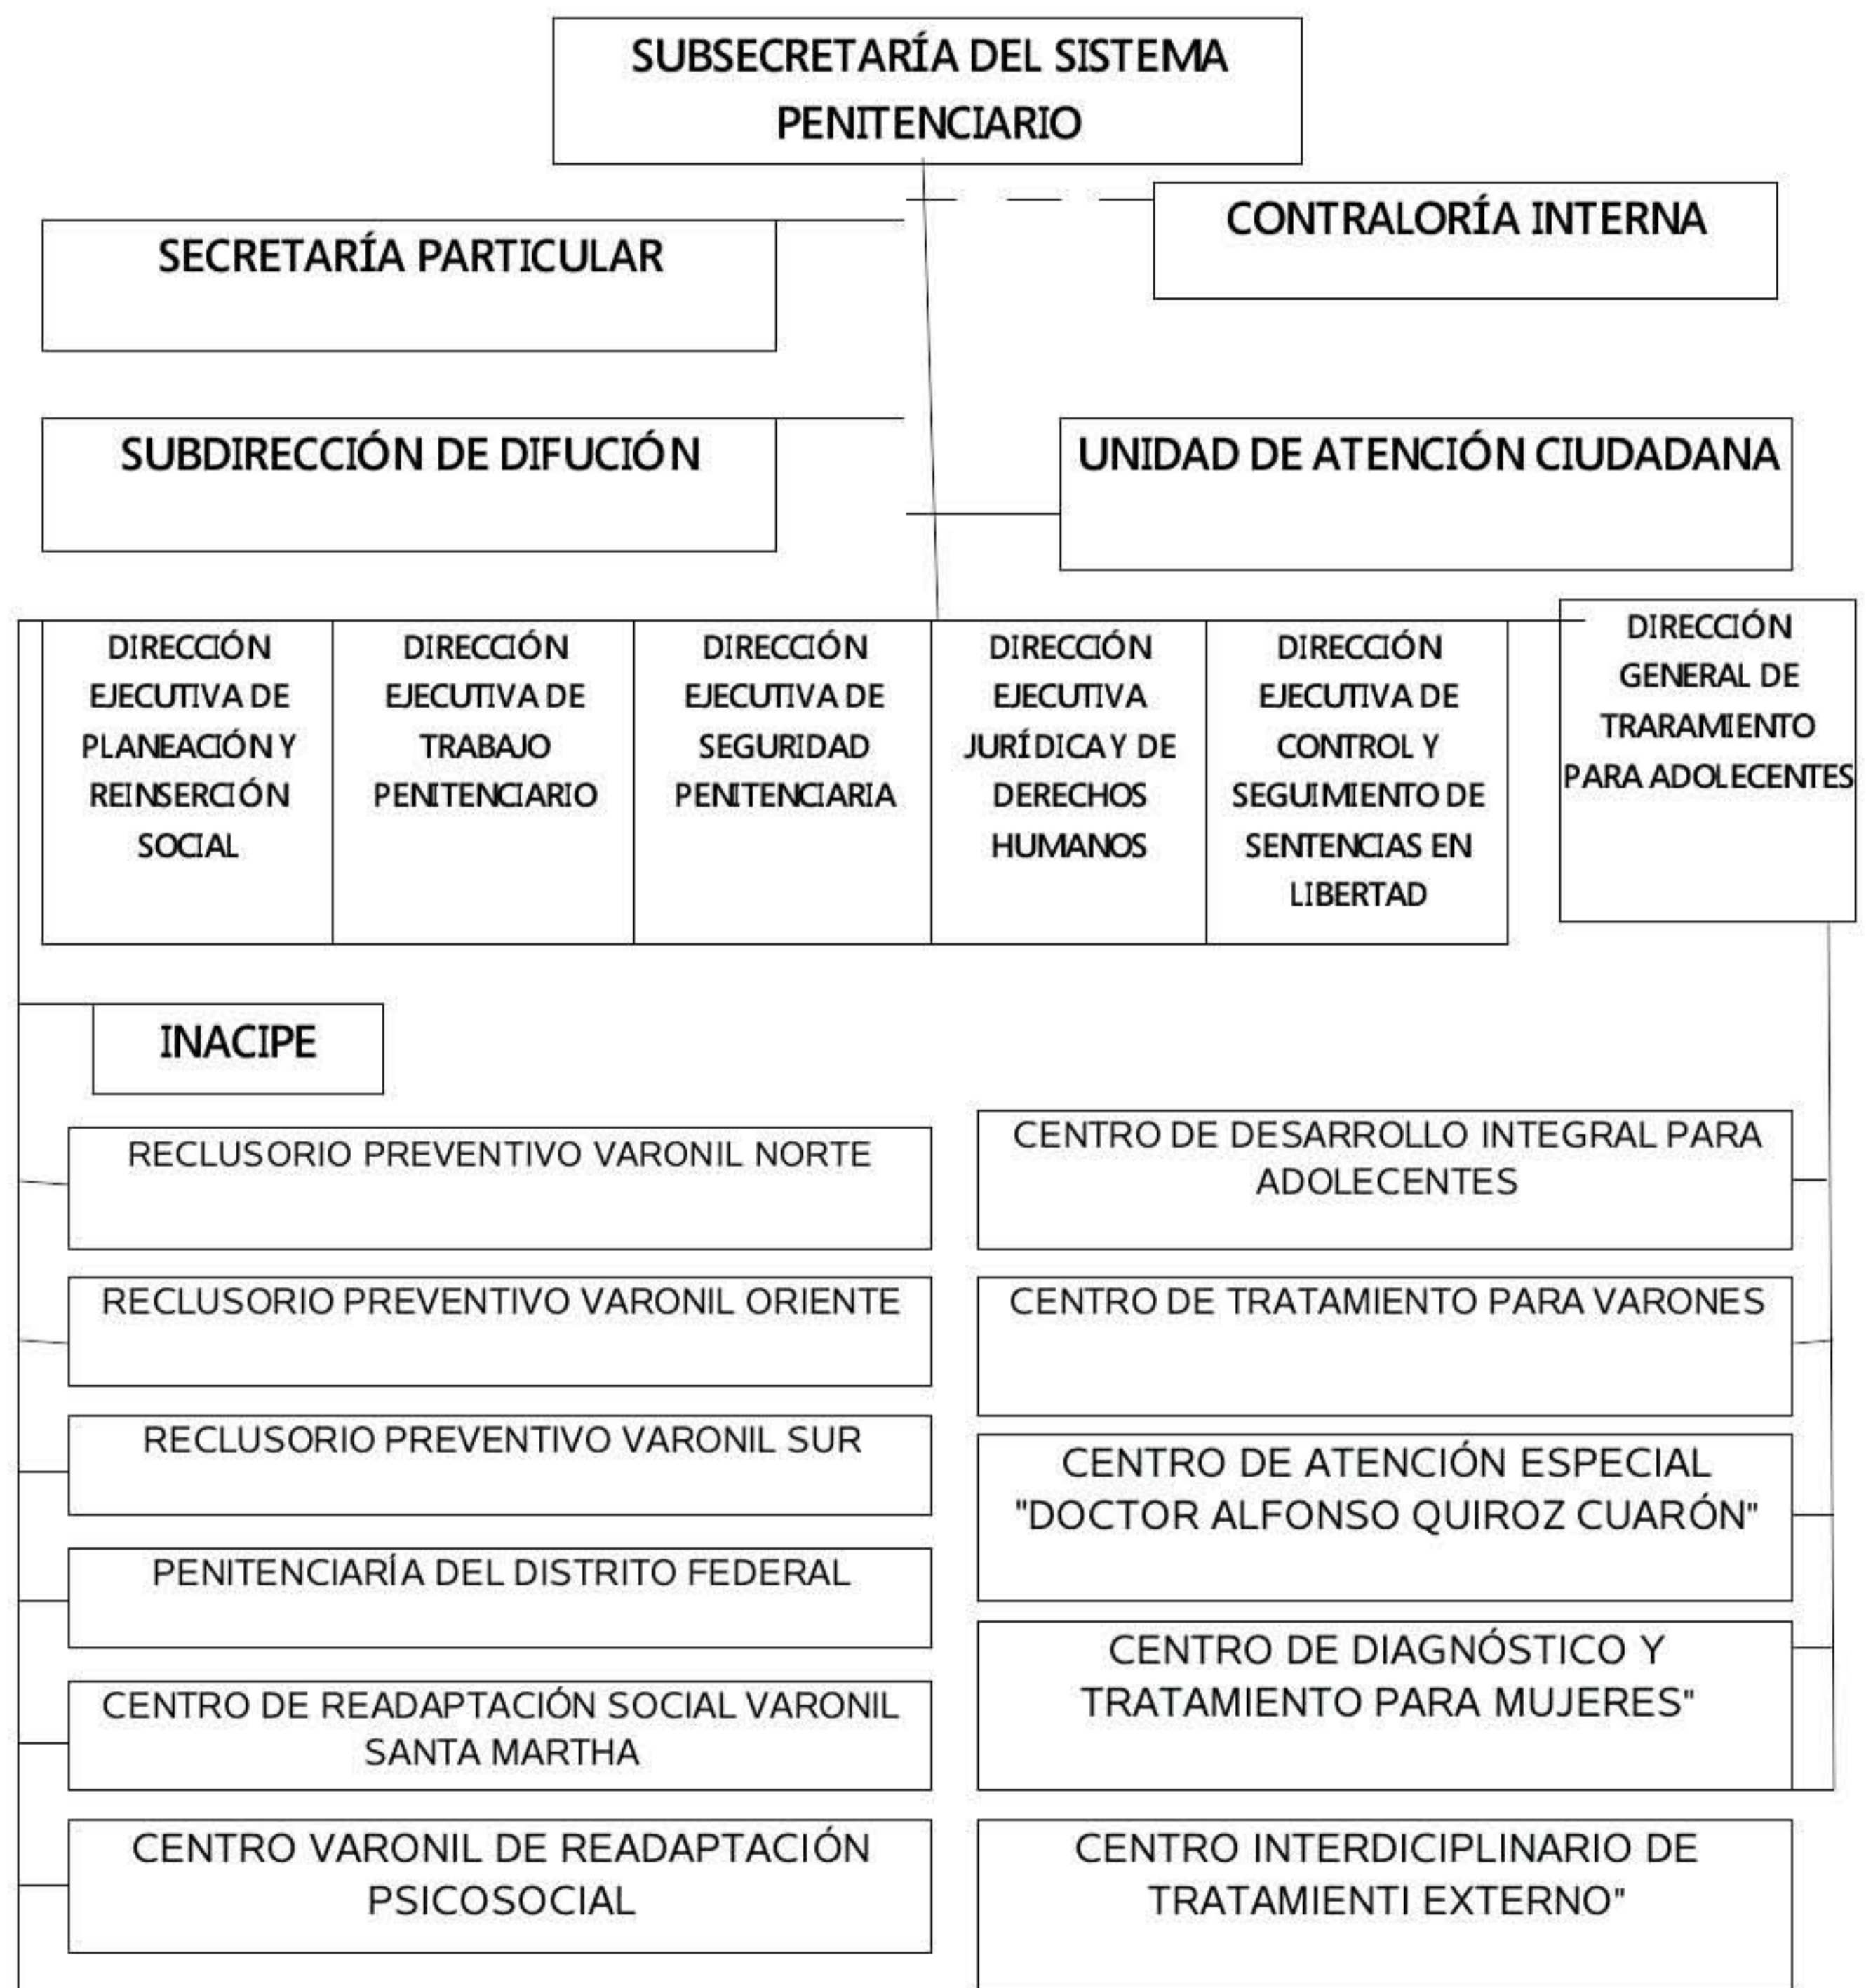 SUBSECRETARÍA DEL SISTEMA
PENITENCIARIO
CONTRALORÍA INTERNA
SECRETARÍA PARTICULAR
SUBDIRECCIÓN DE DIFUCIÓN
UNIDAD DE ATENCIÓN CIUDADANA
DIRECCIÓN
EJECUTIVA DE
PLANEACIÓN Y
REINSERCIÓN
SOCIAL
DIRECCIÓN
EJECUTIVA DE
TRABAJO
PENITENCIARIO
DIRECCIÓN
EJECUTIVA DE
SEGURIDAD
PENITENCIARIA
DIRECCIÓN
EJECUTIVA
JURÍDICA Y DE
DERECHOS
HUMANOS
DIRECCIÓN
EJECUTIVA DE
CONTROL Y
SEGUIMIENTO DE
SENTENCIAS EN
LIBERTAD
DIRECCIÓN
GENERAL DE
TRARAMIENTO
PARA ADOLECENTES
INACIPE
RECLUSORIO PREVENTIVO VARONIL NORTE
RECLUSORIO PREVENTIVO VARONIL ORIENTE
RECLUSORIO PREVENTIVO VARONIL SUR
PENITENCIARÍA DEL DISTRITO FEDERAL
CENTRO DE READAPTACIÓN SOCIAL VARONIL
SANTA MARTHA
CENTRO VARONIL DE READAPTACIÓN
PSICOSOCIAL
CENTRO DE DESARROLLO INTEGRAL PARA
ADOLECENTES
CENTRO DE TRATAMIENTO PARA VARONES
CENTRO DE ATENCIÓN ESPECIAL
"DOCTOR ALFONSO QUIROZ CUARÓN"
CENTRO DE DIAGNÓSTICO Y
TRATAMIENTO PARA MUJERES"
CENTRO INTERDICIPLINARIO DE
TRATAMIENTI EXTERNO"